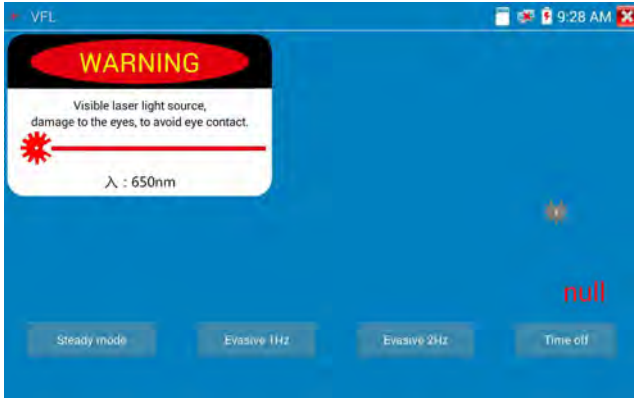 VFL
9:28 AM
WARNING
Visible laser light source,
damage to the eyes, to avoid eye contact.
入 : 650nm
null
Steady mode
Evasive 1Hz
Evasive 2Hz
Time off